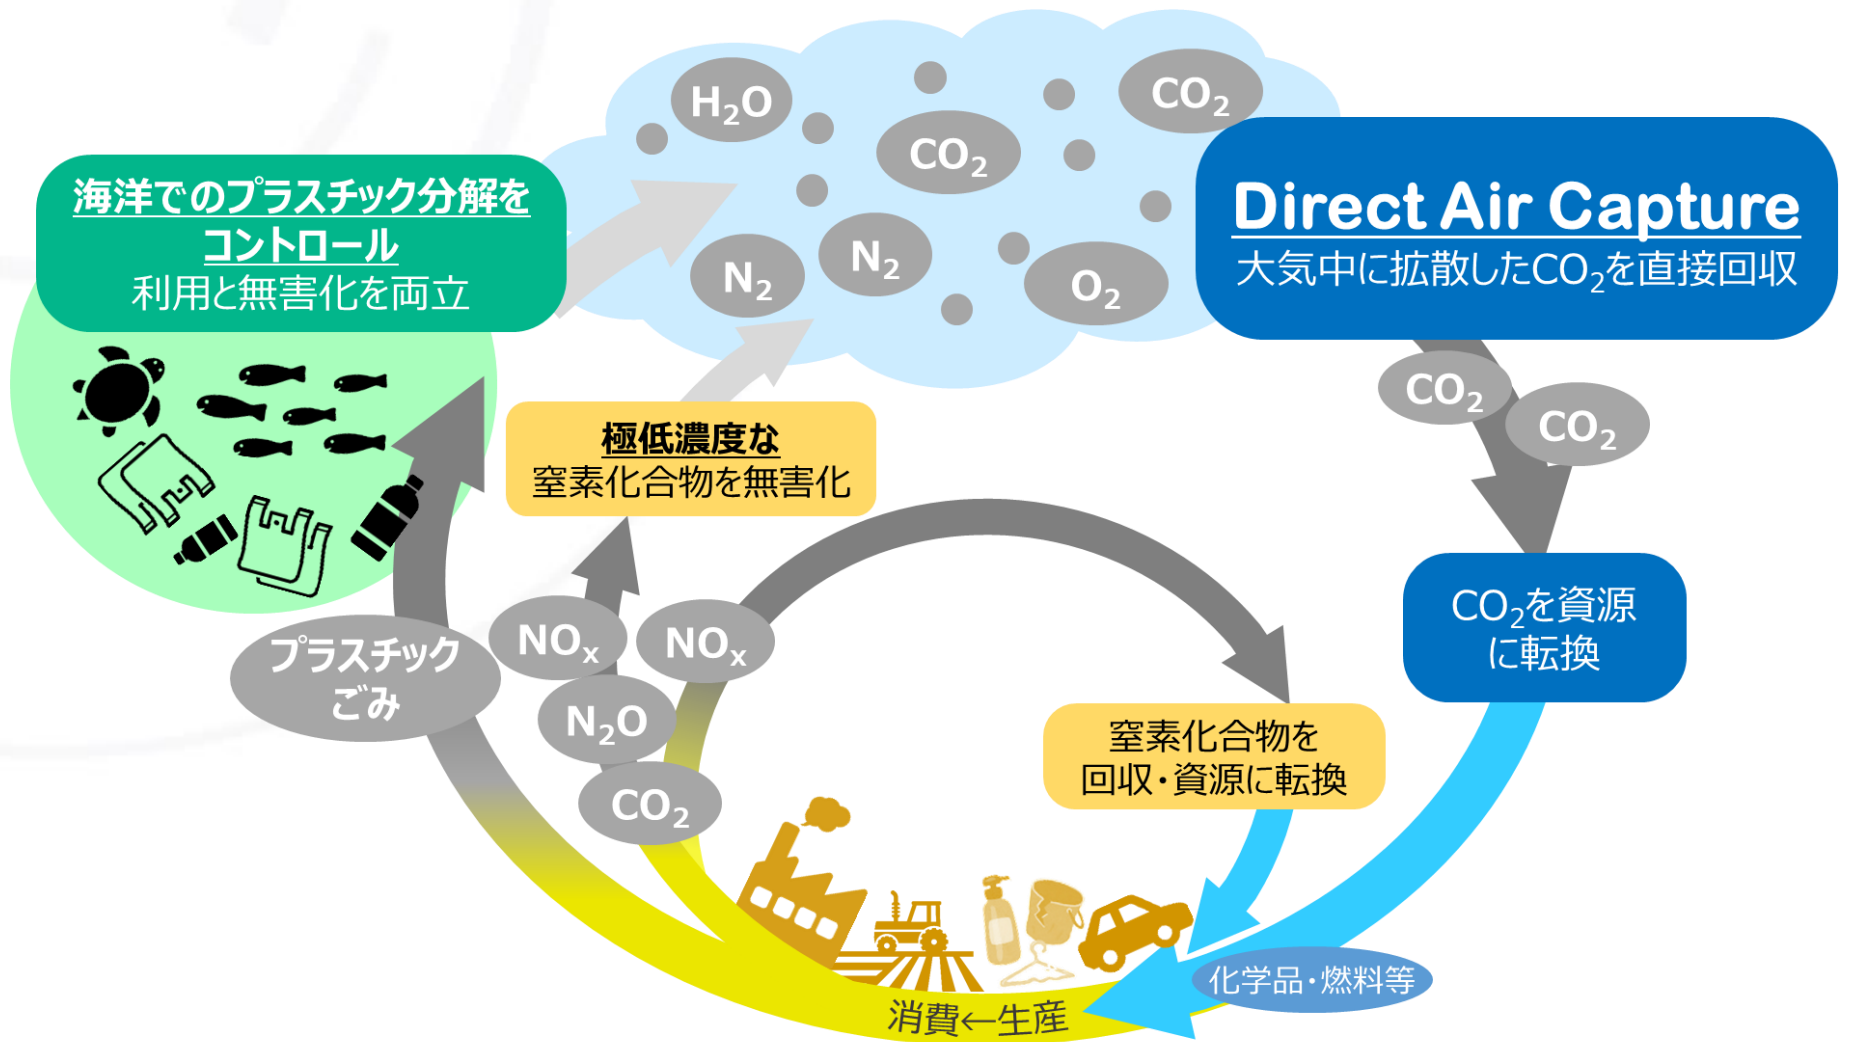 H₂O
CO₂
CO₂
N₂
N₂
O₂
Direct Air Capture
大気中に拡散したCO₂を直接回収
海洋でのプラスチック分解を
コントロール
利用と無害化を両立
CO₂
CO₂
極低濃度な
窒素化合物を無害化
CO₂を資源
に転換
プラスチック
ごみ
NOₓ
NOₓ
N₂O
CO₂
窒素化合物を
回収・資源に転換
化学品・燃料等
消費←生産